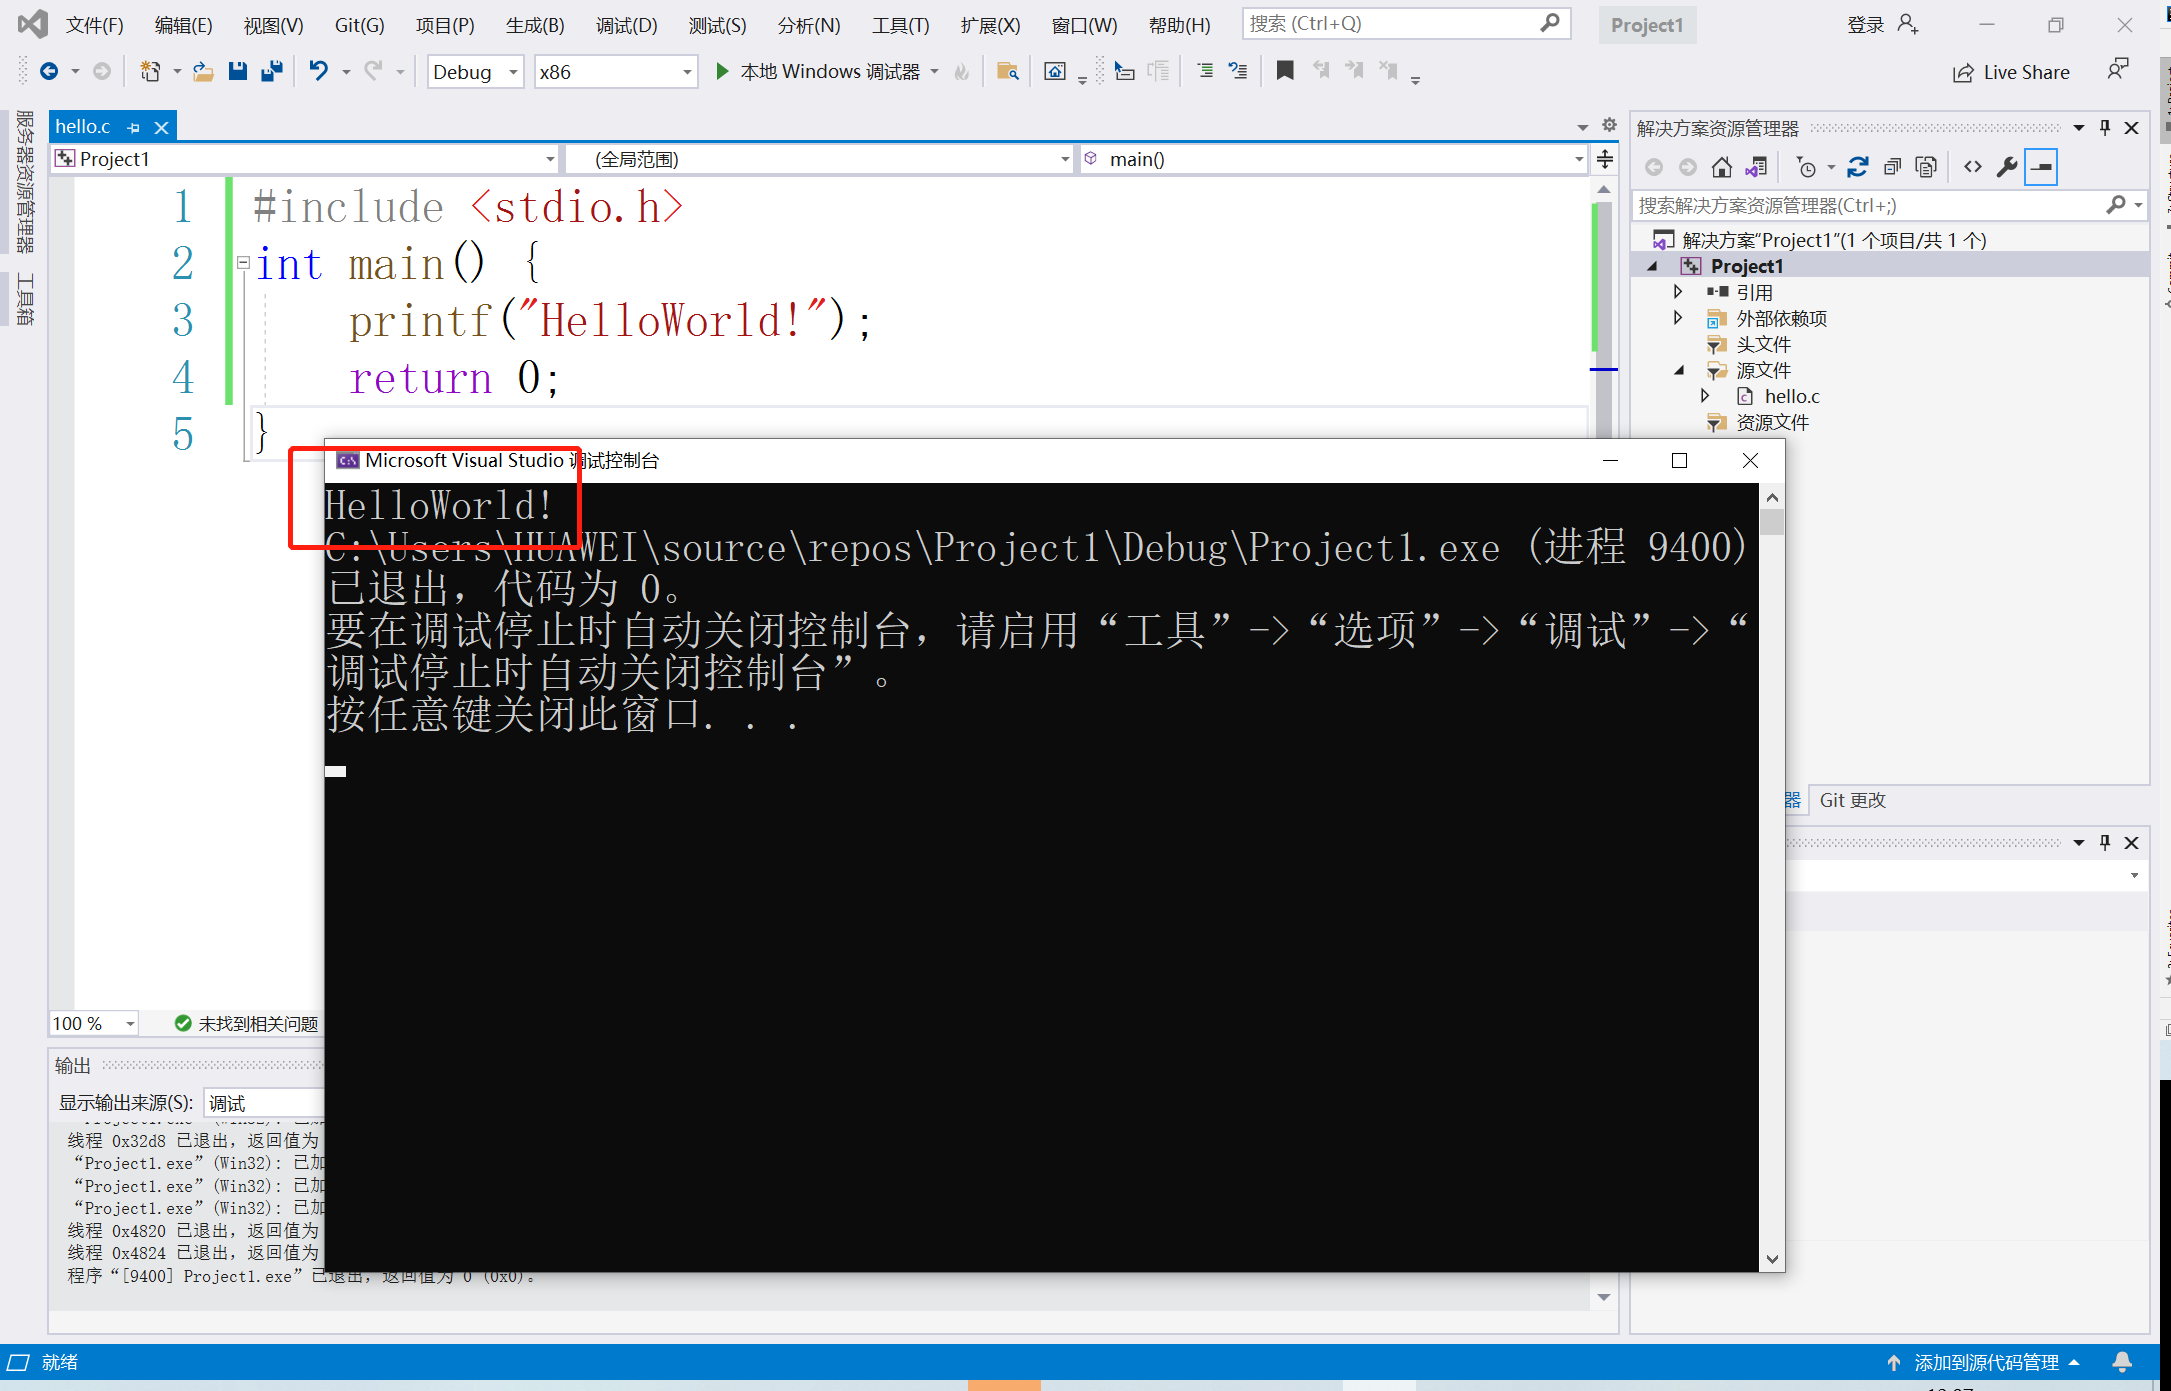 文件(F) 编辑(E) 视图(V) Git(G) 项目(P) 生成(B) 调试(D) 测试(S) 分析(N) 工具(T) 扩展(X) 窗口(W) 帮助(H) 搜索 (Ctrl+Q) Project1 登录
Debug x86 本地 Windows 调试器 Live Share
服务器资源管理器
工具箱
hello.c
Project1 (全局范围) main()
1 #include <stdio.h>
2 int main() {
3 printf("HelloWorld!");
4 return 0;
5 }
Microsoft Visual Studio 调试控制台
HelloWorld!
C:\Users\HUAWEI\source\repos\Project1\Debug\Project1.exe (进程 9400)
已退出，代码为 0。
要在调试停止时自动关闭控制台，请启用“工具”->“选项”->“调试”->“
调试停止时自动关闭控制台”。
按任意键关闭此窗口. . .
解决方案资源管理器
搜索解决方案资源管理器(Ctrl+;)
解决方案“Project1”(1 个项目/共 1 个)
Project1
引用
外部依赖项
头文件
源文件
hello.c
资源文件
器 Git 更改
100 % 未找到相关问题
输出
显示输出来源(S): 调试
线程 0x32d8 已退出，返回值为
“Project1.exe”(Win32): 已加
“Project1.exe”(Win32): 已加
“Project1.exe”(Win32): 已加
线程 0x4820 已退出，返回值为
线程 0x4824 已退出，返回值为
程序“[9400] Project1.exe”已退出，返回值为 0 (0x0)。
就绪 添加到源代码管理